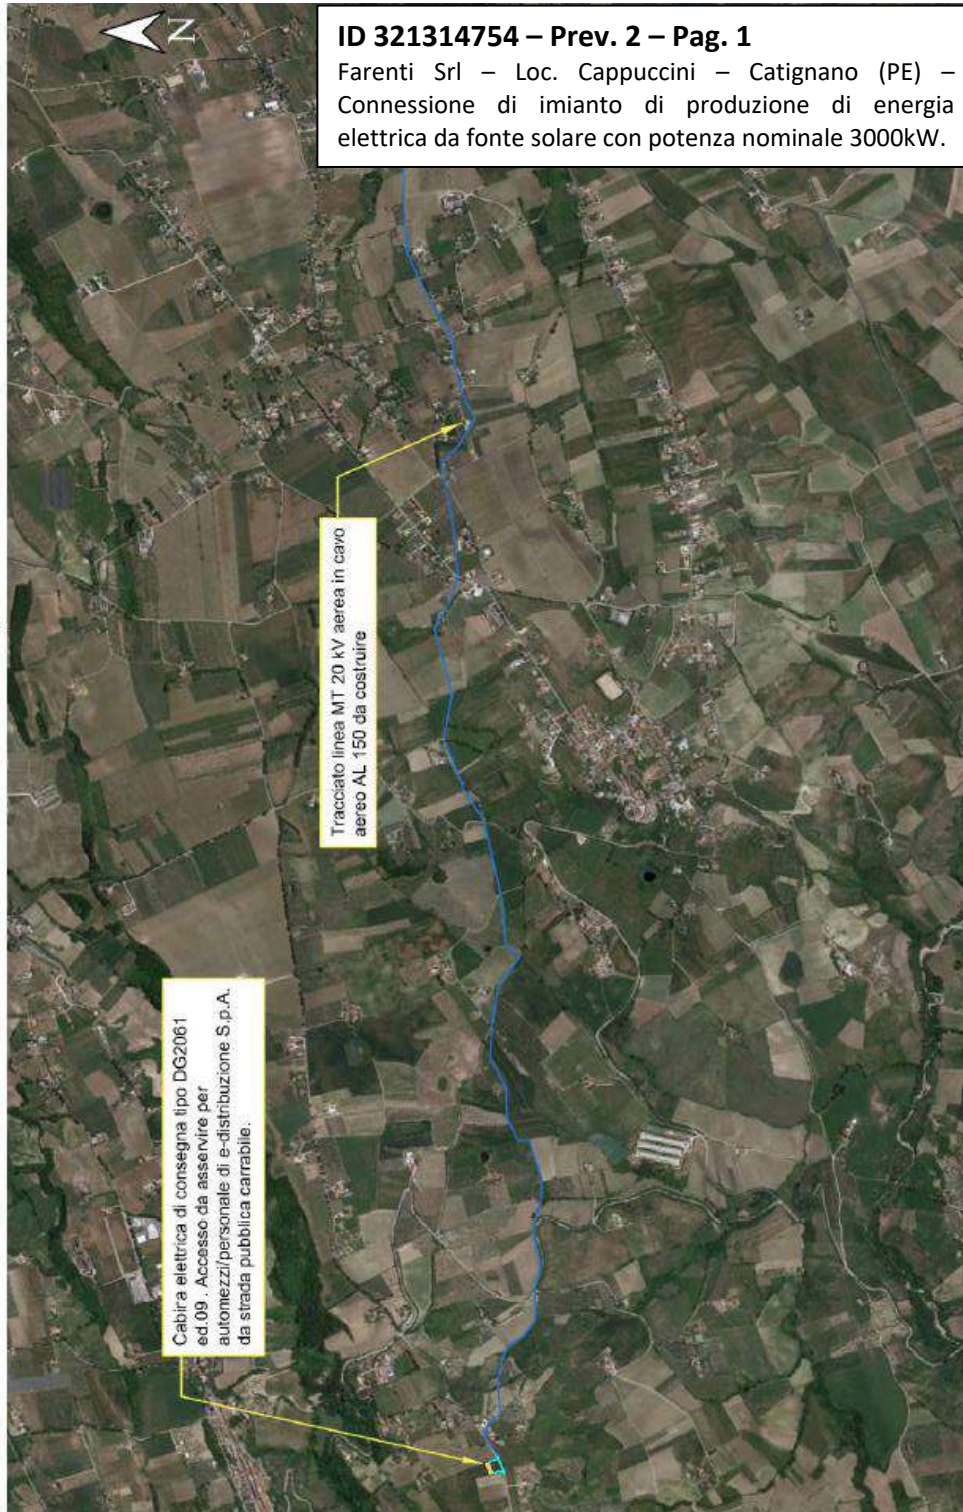 ID 321314754 – Prev. 2 – Pag. 1
Farenti Srl – Loc. Cappuccini – Catignano (PE) –
Connessione di imianto di produzione di energia
elettrica da fonte solare con potenza nominale 3000kW.
N
Tracciato linea MT 20 kV aerea in cavo
aereo AL 150 da costruire
Cabira elettrica di consegna tipo DG2061
ed.09 . Accesso da asservire per
automezzi/personale di e-distribuzione S.p.A.
da strada pubblica carrabile.